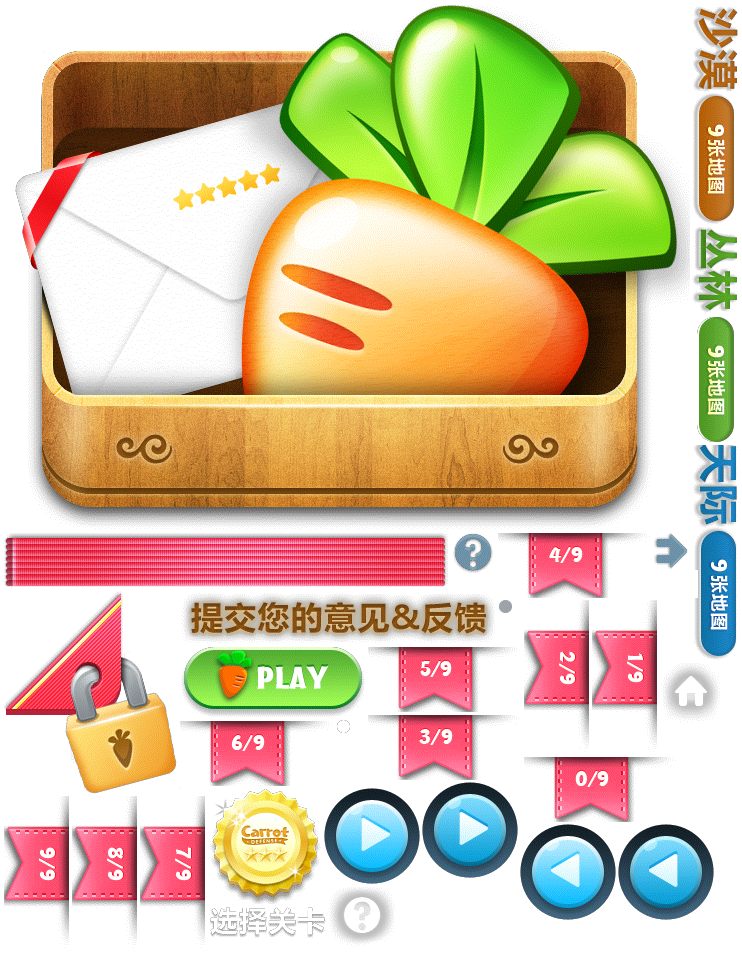 沙漠
9张地图
丛林
9张地图
天际
9张地图
4/9
提交您的意见&反馈
PLAY
5/9
2/9
1/9
6/9
3/9
0/9
9/9
8/9
7/9
Carrot
DEFENSE
选择关卡
?
?